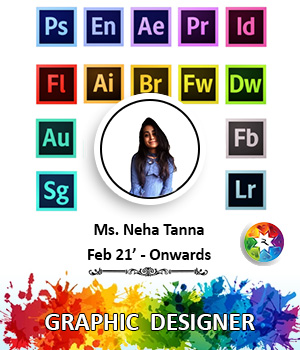 Ps En Ae Pr Id
Fl Ai Br Fw Dw
Au Fb
Sg Lr
Ms. Neha Tanna
Feb 21’ - Onwards
GRAPHIC DESIGNER